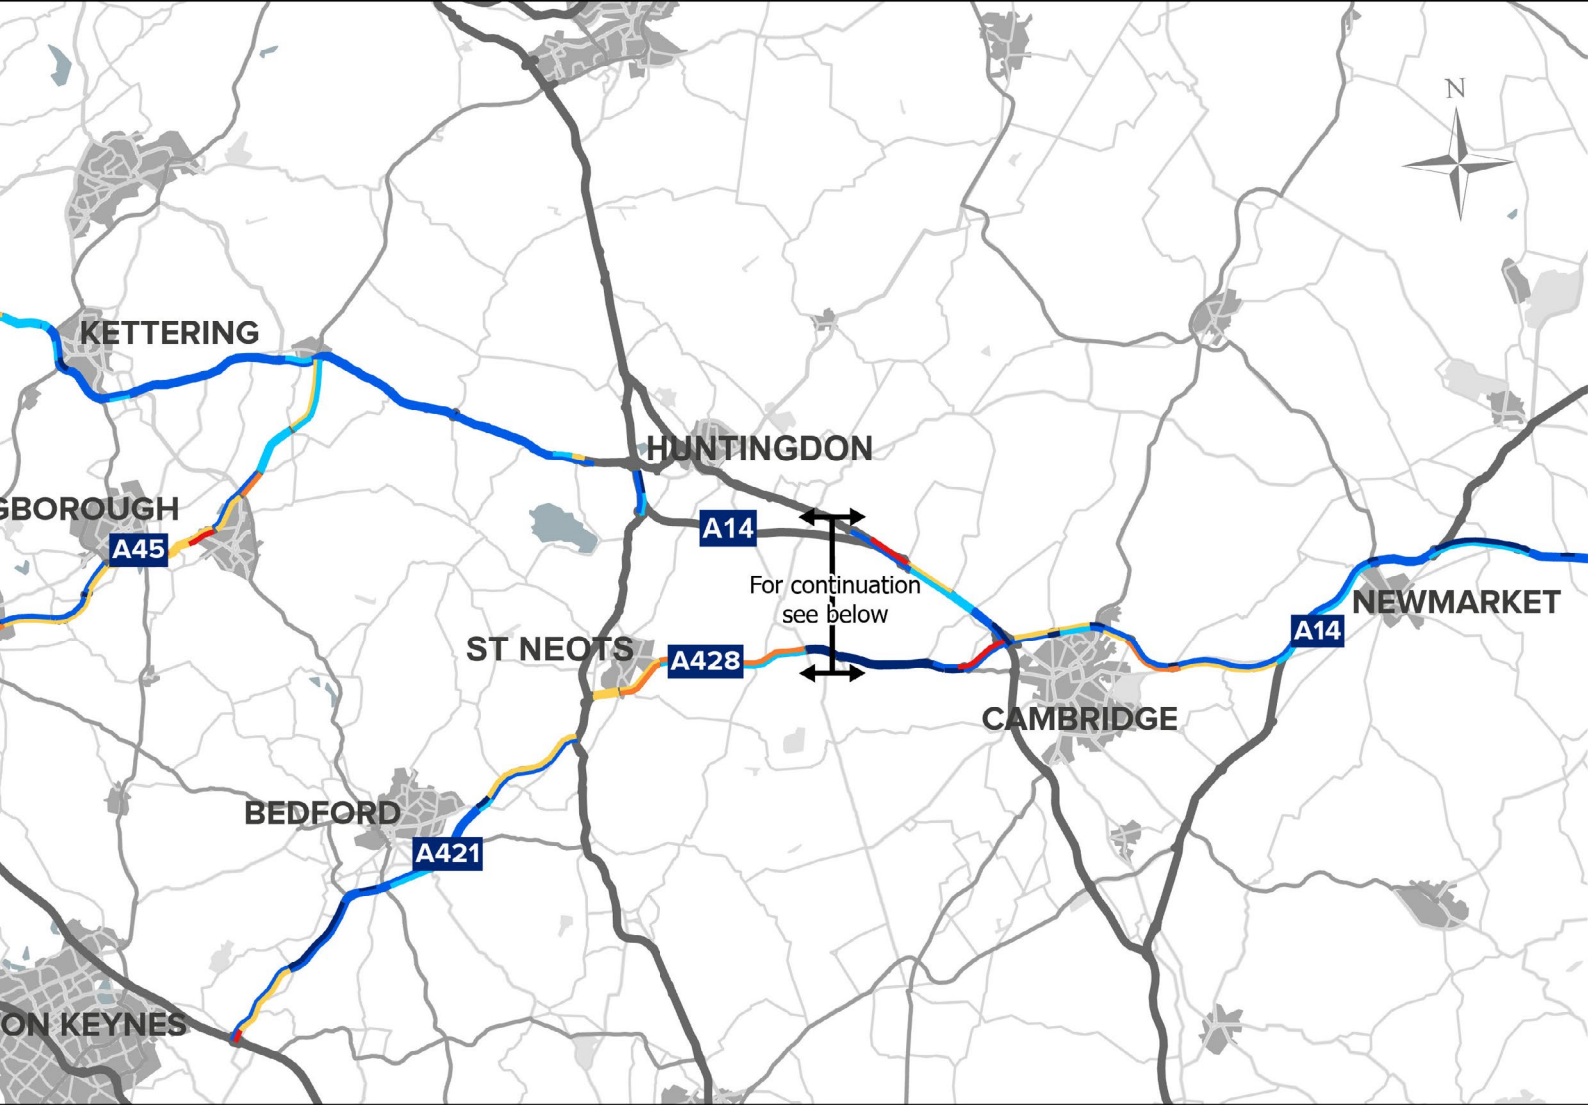 N
KETTERING
HUNTINGDON
GBOROUGH
A45
A14
For continuation
see below
NEWMARKET
A14
ST NEOTS
A428
CAMBRIDGE
BEDFORD
A421
ON KEYNES